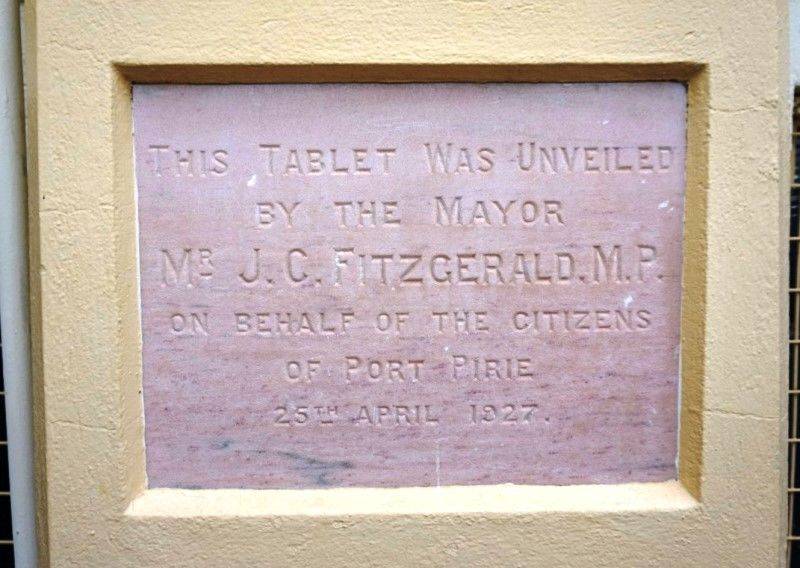 THIS TABLET WAS UNVEILED
BY THE MAYOR
MR J. C. FITZGERALD. M.P.
ON BEHALF OF THE CITIZENS
OF PORT PIRIE
25TH APRIL 1927.